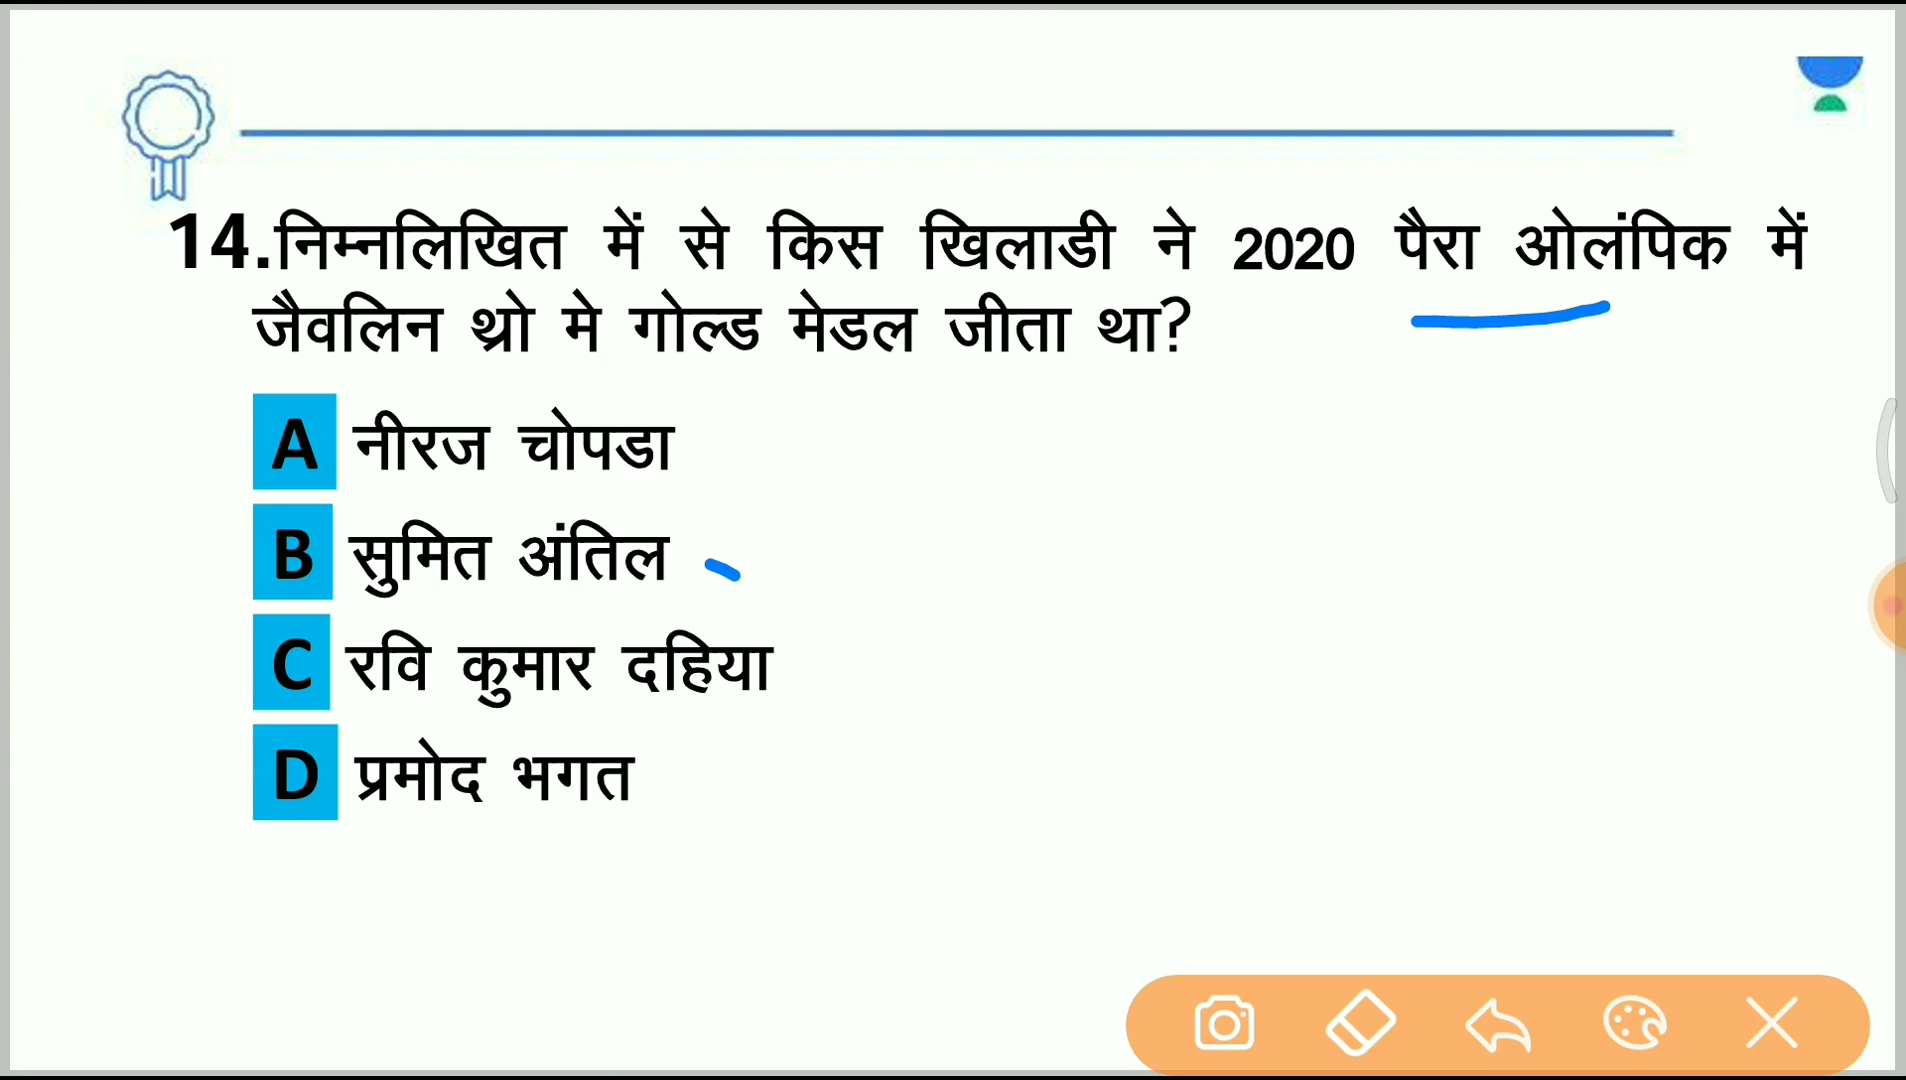 14.निम्नलिखित में से किस खिलाडी ने 2020 पैरा ओलंपिक में
जैवलिन थ्रो मे गोल्ड मेडल जीता था?
A नीरज चोपडा
B सुमित अंतिल
C रवि कुमार दहिया
D प्रमोद भगत